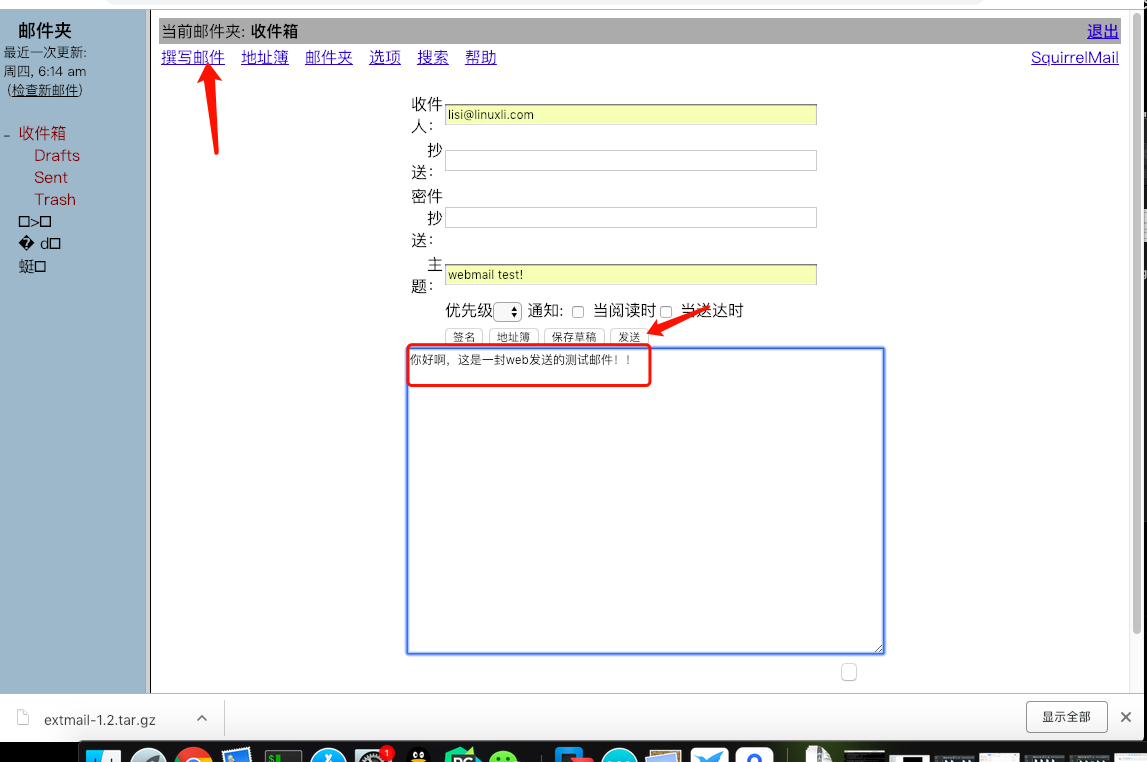 邮件夹
最近一次更新:
周四, 6:14 am
(检查新邮件)
− 收件箱
Drafts
Sent
Trash
□>□
� d□
蜓□
当前邮件夹: 收件箱 退出
撰写邮件 地址簿 邮件夹 选项 搜索 帮助 SquirrelMail
收件人: lisi@linuxli.com
抄送:
密件抄送:
主题: webmail test!
优先级 通知: 当阅读时 当送达时
签名 地址簿 保存草稿 发送
你好啊，这是一封web发送的测试邮件！！
extmail-1.2.tar.gz 显示全部
1